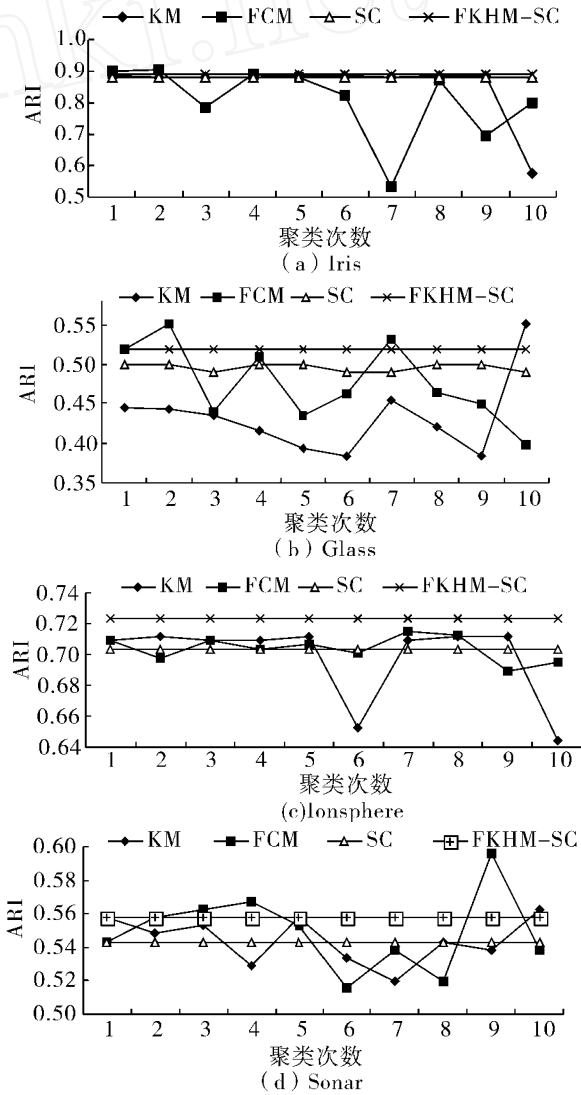 nki.ne
KM FCM SC FKHM-SC
1.0
0.9
0.8
0.7
0.6
0.5
ARI
1 2 3 4 5 6 7 8 9 10
聚类次数
(a) Iris
KM FCM SC FKHM-SC
0.55
0.50
0.45
0.40
0.35
ARI
1 2 3 4 5 6 7 8 9 10
聚类次数
(b) Glass
KM FCM SC FKHM-SC
0.74
0.72
0.70
0.68
0.66
0.64
ARI
1 2 3 4 5 6 7 8 9 10
聚类次数
(c)Ionsphere
KM FCM SC FKHM-SC
0.60
0.58
0.56
0.54
0.52
0.50
ARI
1 2 3 4 5 6 7 8 9 10
聚类次数
(d) Sonar